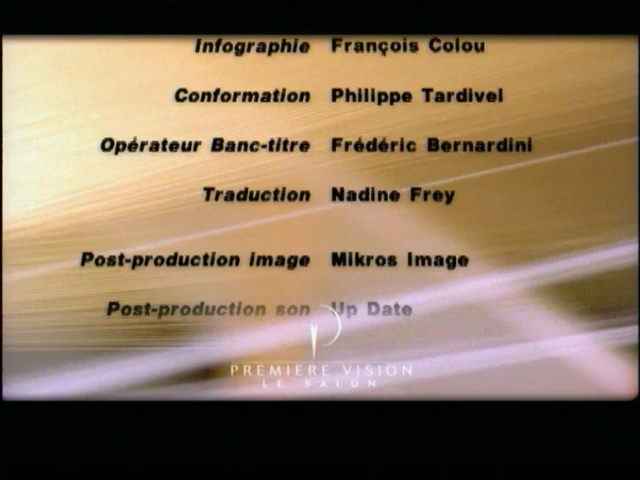 Infographie François Colou
Conformation Philippe Tardivel
Opérateur Banc-titre Frédéric Bernardini
Traduction Nadine Frey
Post-production image Mikros Image
Post-production son Up Date
PREMIERE VISION
LE SALON